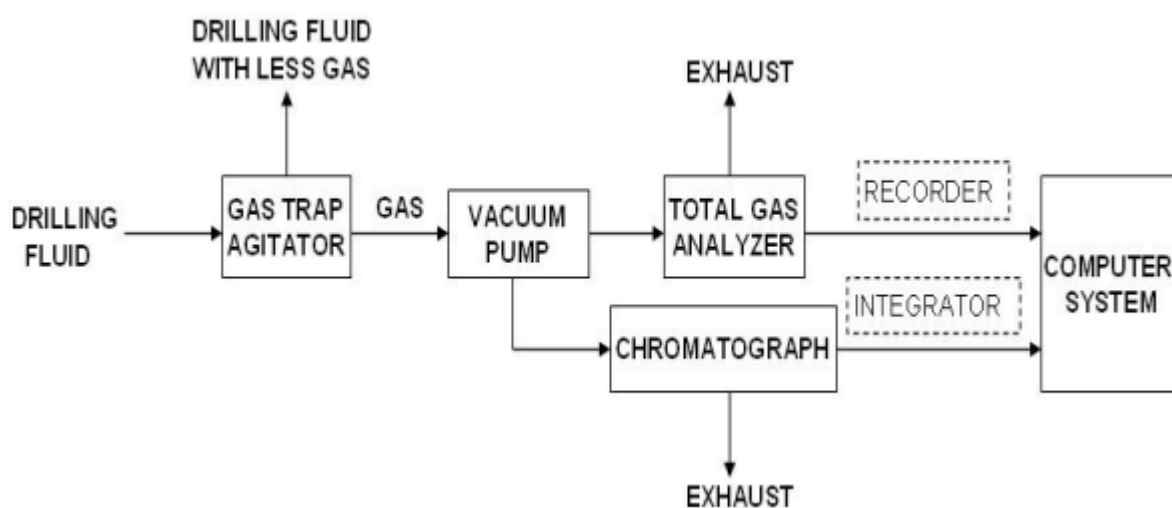 DRILLING FLUID
WITH LESS GAS
EXHAUST
RECORDER
DRILLING
FLUID
GAS TRAP
AGITATOR
GAS
VACUUM
PUMP
TOTAL GAS
ANALYZER
COMPUTER
SYSTEM
INTEGRATOR
CHROMATOGRAPH
EXHAUST